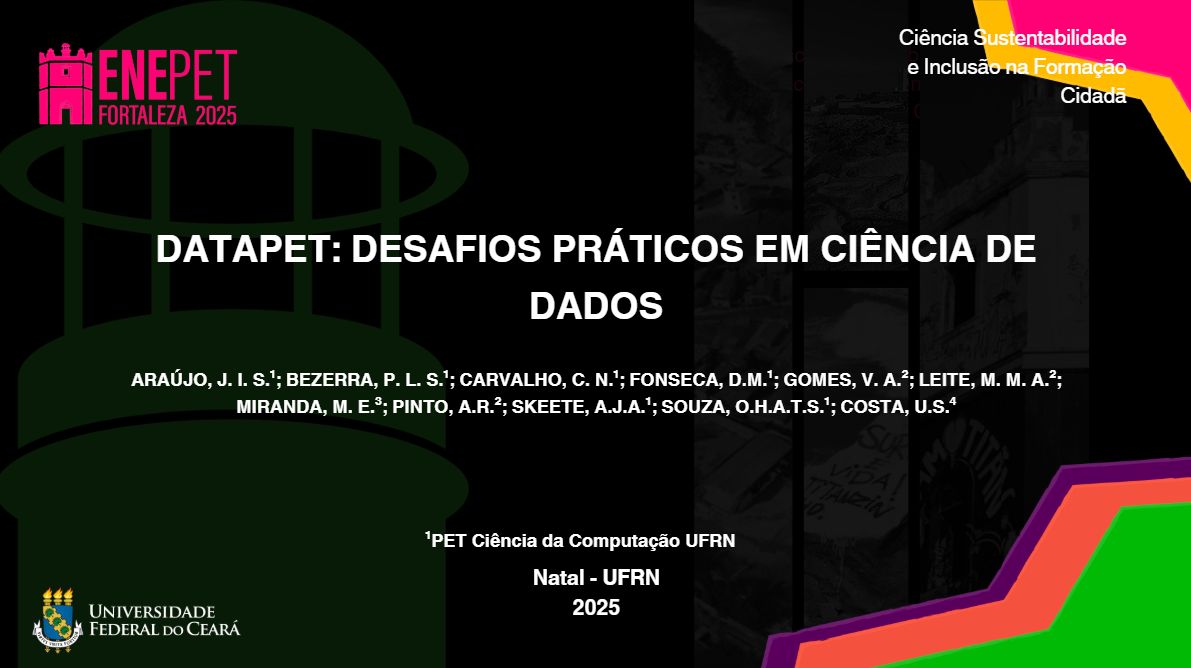 ENEPET
FORTALEZA 2025
Ciência Sustentabilidade
e Inclusão na Formação
Cidadã
DATAPET: DESAFIOS PRÁTICOS EM CIÊNCIA DE
DADOS
ARAÚJO, J. I. S.¹; BEZERRA, P. L. S.¹; CARVALHO, C. N.¹; FONSECA, D.M.¹; GOMES, V. A.²; LEITE, M. M. A.²;
MIRANDA, M. E.³; PINTO, A.R.²; SKEETE, A.J.A.¹; SOUZA, O.H.A.T.S.¹; COSTA, U.S.⁴
¹PET Ciência da Computação UFRN
Natal - UFRN
2025
UNIVERSIDADE
FEDERAL DO CEARÁ